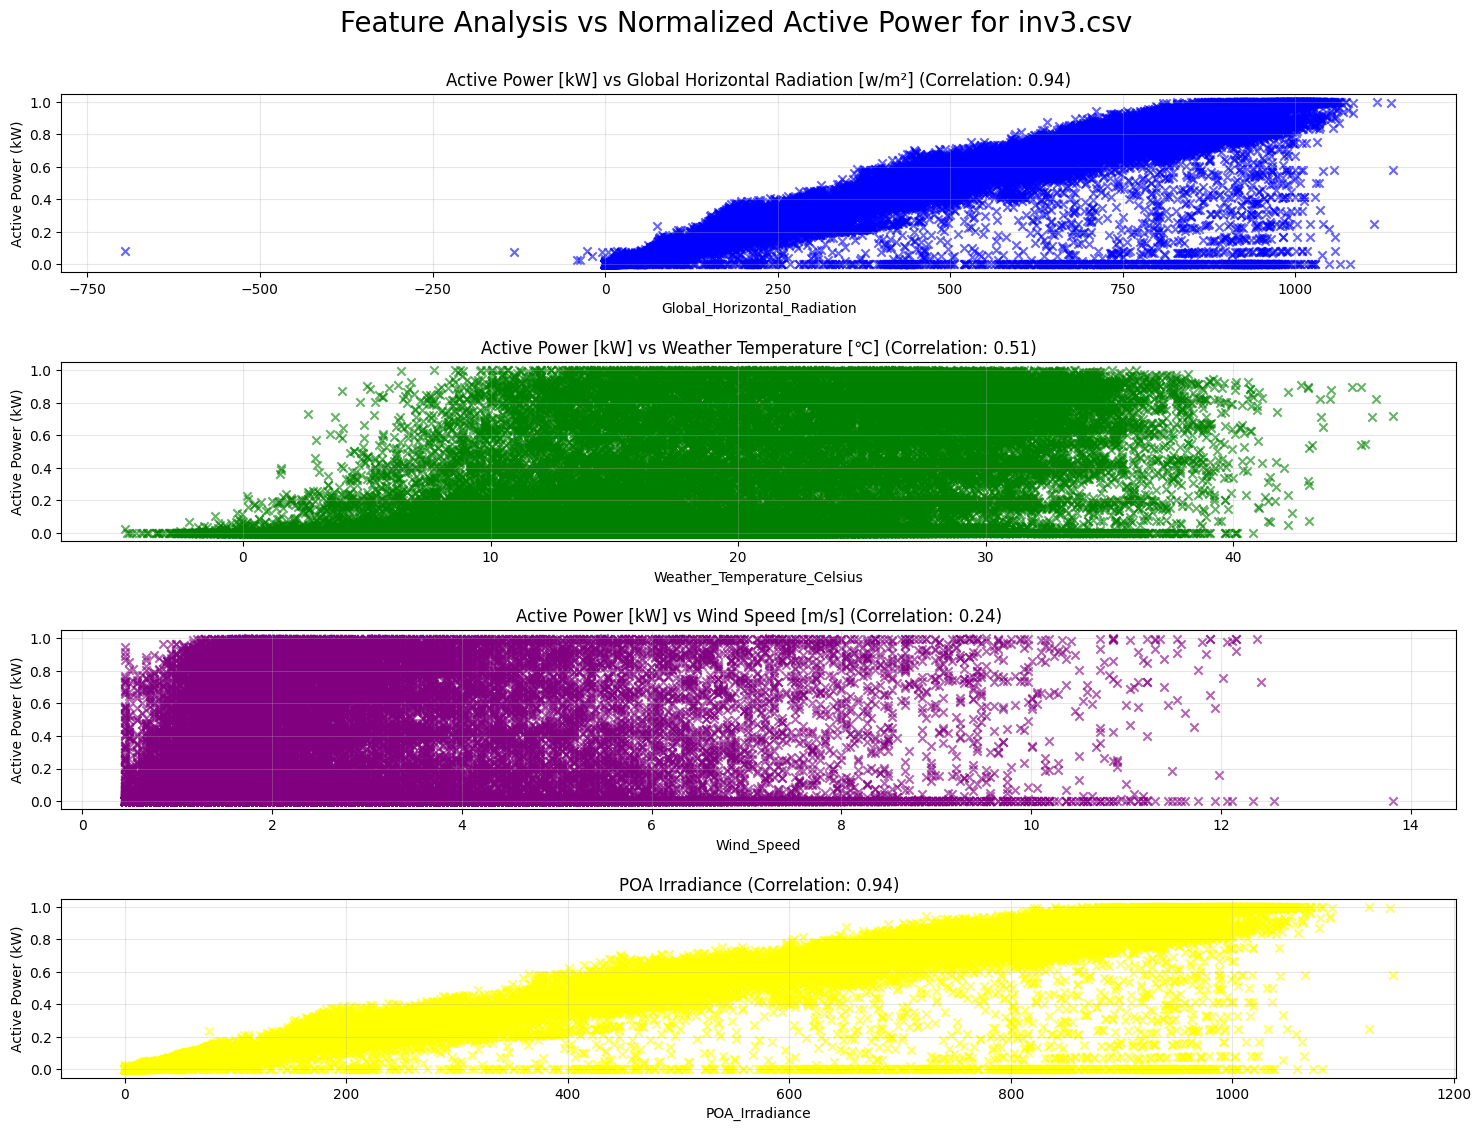 Feature Analysis vs Normalized Active Power for inv3.csv
Active Power [kW] vs Global Horizontal Radiation [w/m²] (Correlation: 0.94)
Active Power (kW)
1.0
0.8
0.6
0.4
0.2
0.0
−750 −500 −250 0 250 500 750 1000
Global_Horizontal_Radiation
Active Power [kW] vs Weather Temperature [℃] (Correlation: 0.51)
Active Power (kW)
1.0
0.8
0.6
0.4
0.2
0.0
0 10 20 30 40
Weather_Temperature_Celsius
Active Power [kW] vs Wind Speed [m/s] (Correlation: 0.24)
Active Power (kW)
1.0
0.8
0.6
0.4
0.2
0.0
0 2 4 6 8 10 12 14
Wind_Speed
POA Irradiance (Correlation: 0.94)
Active Power (kW)
1.0
0.8
0.6
0.4
0.2
0.0
0 200 400 600 800 1000 1200
POA_Irradiance